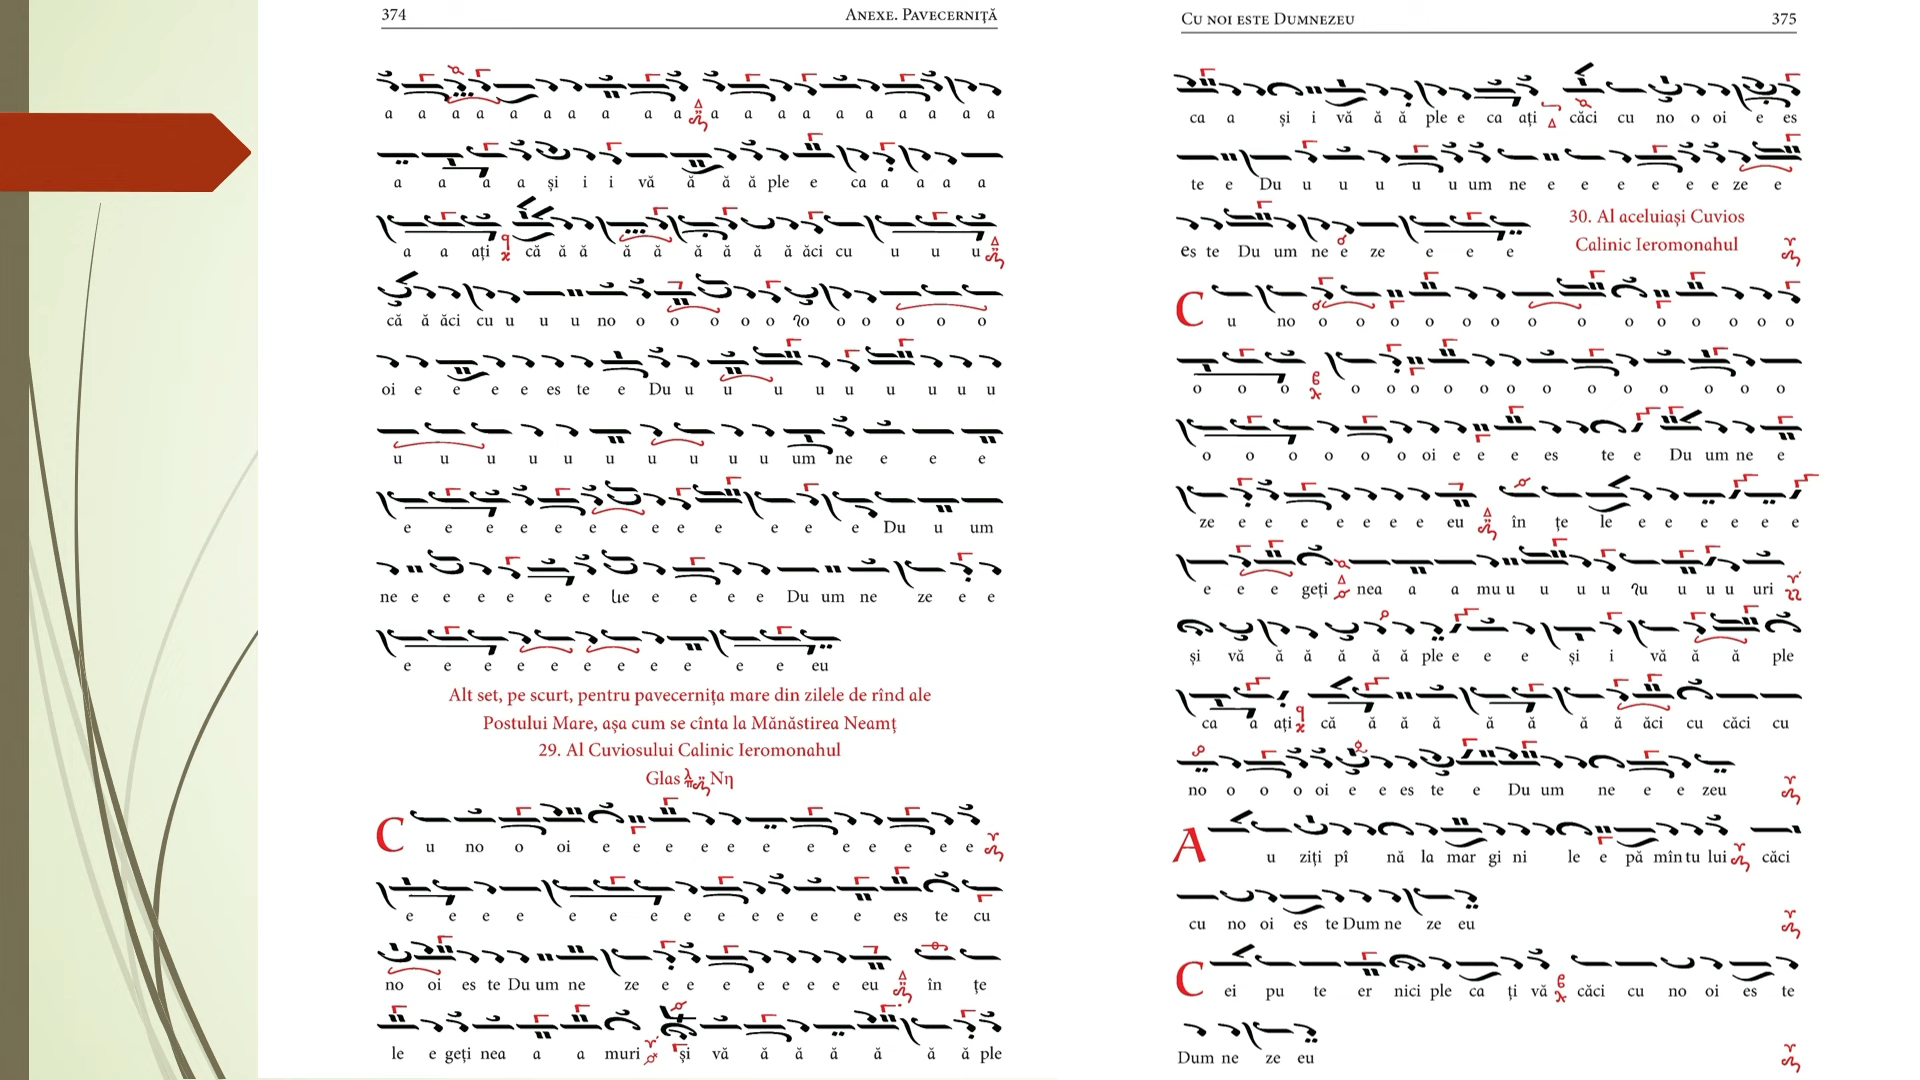 374 ANEXE. PAVECERNIȚĂ
a a a a a a a a a a a a a a a a a a a
a a a a și i i vă ă ă ă ple e ca a a a a
a a ați că ă ă ă ă ă ă ă ă ăci cu u u u
că ă ăci cu u u u no o o o o o o o o o o o
oi e e e e es te e Du u u u u u u u u
u u u u u u u u u u um ne e e e
e e e e e e e e e e e e e Du u um
ne e e e e e e e e e e e Du um ne ze e e
e e e e e e e e e e eu
Alt set, pe scurt, pentru pavecernița mare din zilele de rînd ale
Postului Mare, așa cum se cînta la Mănăstirea Neamț
29. Al Cuviosului Calinic Ieromonahul
Glas Νη
C u no o oi e e e e e e e e e e e e
e e e e e e e e e e e e e es te cu
no oi es te Du um ne ze e e e e e e eu în țe
le e geți nea a a muri și vă ă ă ă ă ă ă ple
CU NOI ESTE DUMNEZEU 375
ca a și i vă ă ă ple e ca ați căci cu no o oi e es
te e Du u u u u u um ne e e e e e e ze e
es te Du um ne e ze e e e
30. Al aceluiași Cuvios
Calinic Ieromonahul
C u no o o o o o o o o o o o o o o
o o o o o o o o o o o o o o o o
o o o o o o oi e e e es te e Du um ne e
ze e e e e e e e eu în țe le e e e e e e
e e e geți nea a a mu u u u u u u u u uri
și vă ă ă ă ă ă ple e e e și i vă ă ă ple
ca a ați că ă ă ă ă ă ă ă ăci cu căci cu
no o o o oi e e es te e Du um ne e e zeu
A u ziți pî nă la mar gi ni le e pă mîn tu lui căci
cu no oi es te Dum ne ze eu
C ei pu te er nici ple ca ți vă căci cu no oi es te
Dum ne ze eu